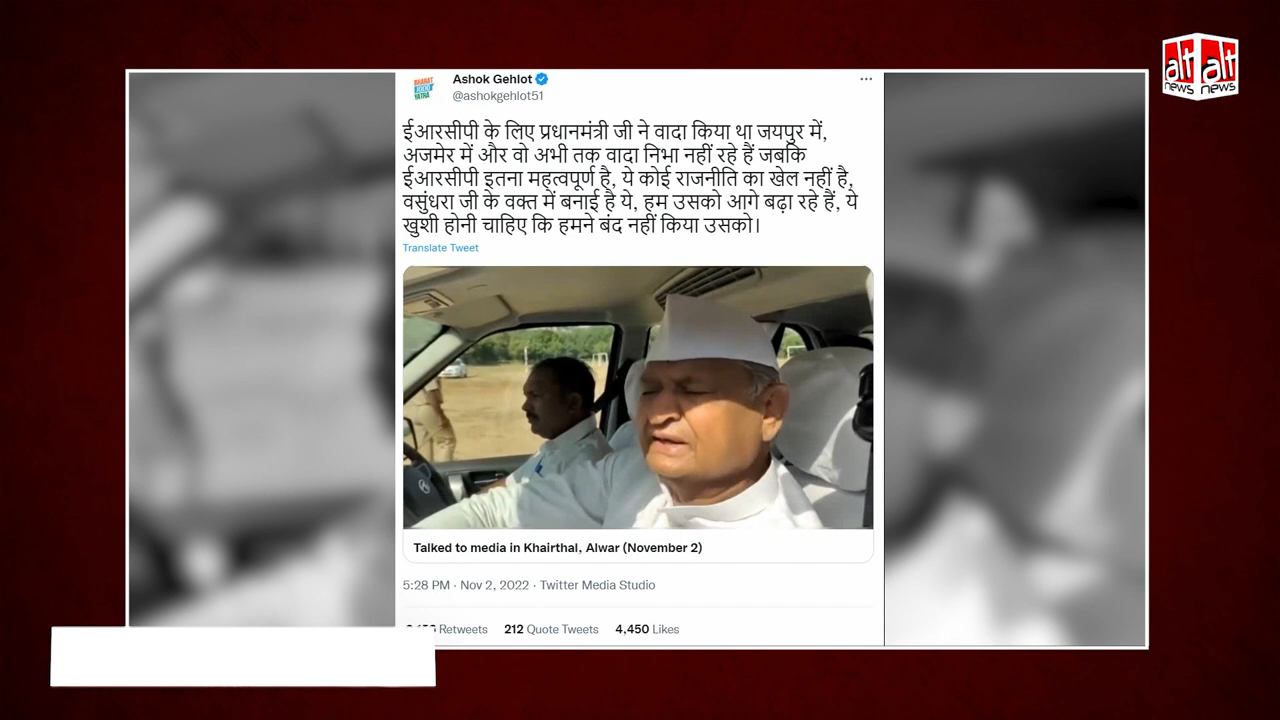 alt alt
news news
Ashok Gehlot
@ashokgehlot51
ईआरसीपी के लिए प्रधानमंत्री जी ने वादा किया था जयपुर में,
अजमेर में और वो अभी तक वादा निभा नहीं रहे हैं जबकि
ईआरसीपी इतना महत्वपूर्ण है, ये कोई राजनीति का खेल नहीं है,
वसुंधरा जी के वक्त में बनाई है ये, हम उसको आगे बढ़ा रहे हैं, ये
खुशी होनी चाहिए कि हमने बंद नहीं किया उसको।
Translate Tweet
Talked to media in Khairthal, Alwar (November 2)
5:28 PM · Nov 2, 2022 · Twitter Media Studio
Retweets 212 Quote Tweets 4,450 Likes